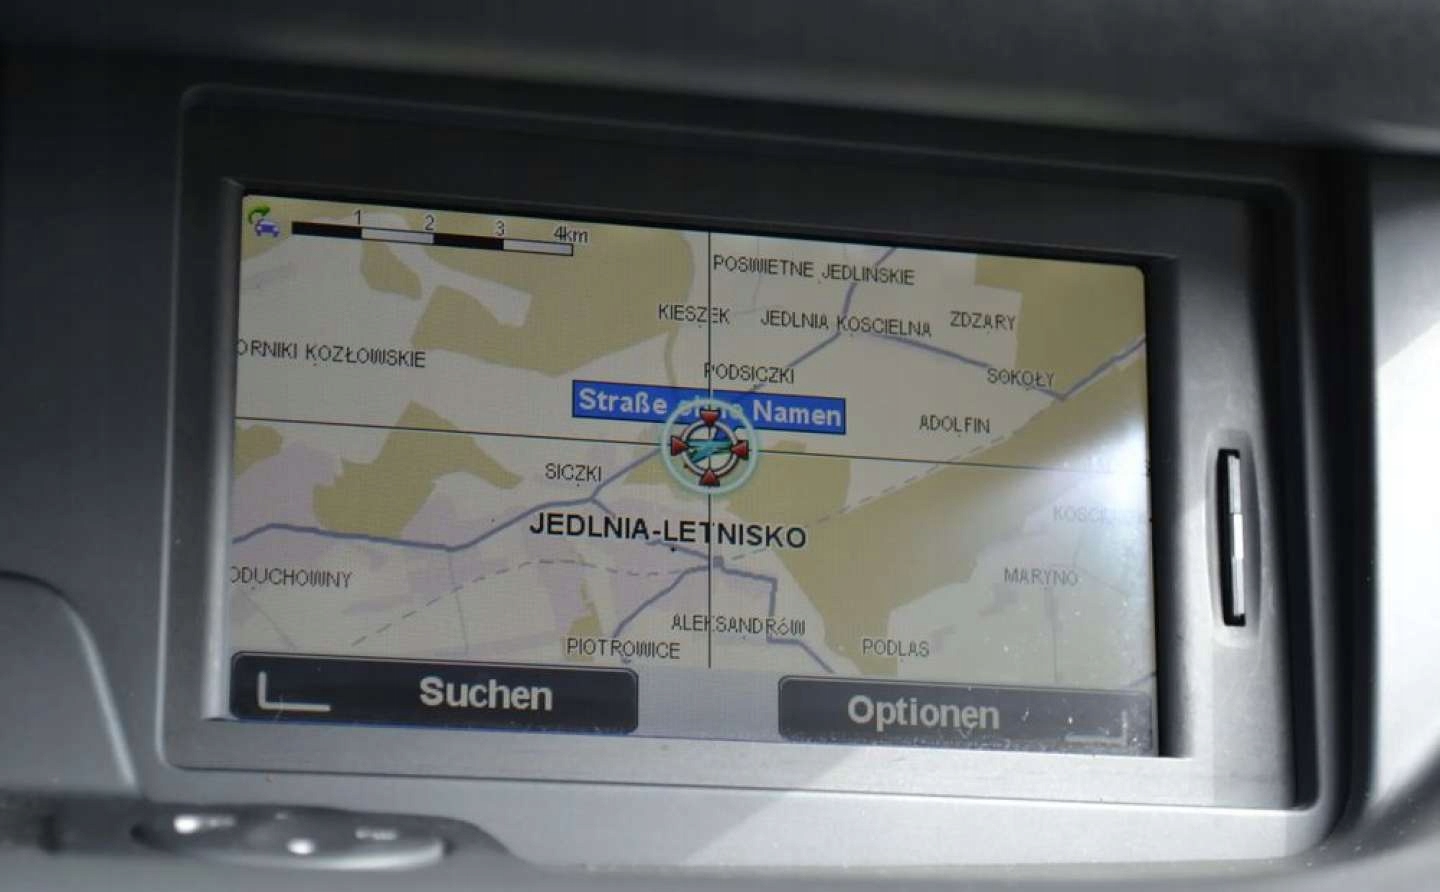 1 2 3 4km
POSWIETNE JEDLINSKIE
KIESZEK JEDLNIA KOSCIELNA ZDZARY
ORNIKI KOZŁOWSKIE
PODSICZKI SOKOŁY
Straße ohne Namen
ADOLFIN
SICZKI
JEDLNIA-LETNISKO
ODUCHOWNY MARYNO
ALEKSANDRÓW
PIOTROWICE PODLAS
Suchen Optionen